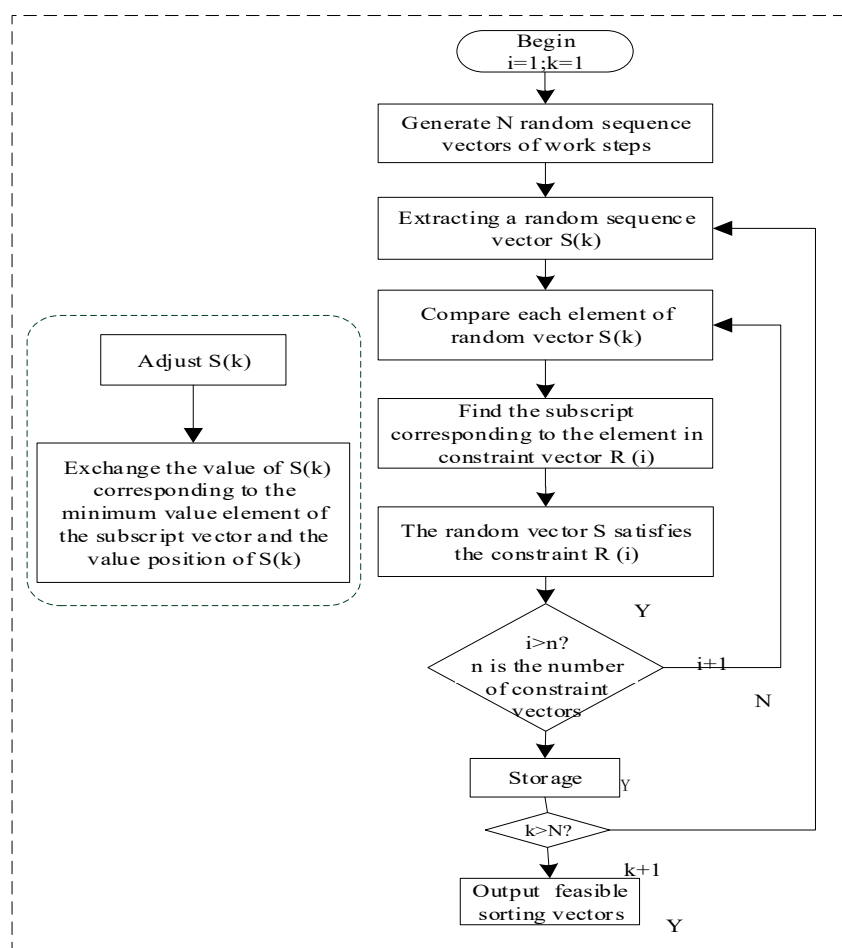 Begin
i=1;k=1
Generate N random sequence
vectors of work steps
Extracting a random sequence
vector S(k)
Compare each element of
random vector S(k)
Adjust S(k)
Find the subscript
corresponding to the element in
constraint vector R (i)
Exchange the value of S(k)
corresponding to the
minimum value element of
the subscript vector and the
value position of S(k)
The random vector S satisfies
the constraint R (i)
Y
i>n?
n is the number
of constraint
vectors
i+1
N
Storage
Y
k>N?
k+1
Output feasible
sorting vectors
Y